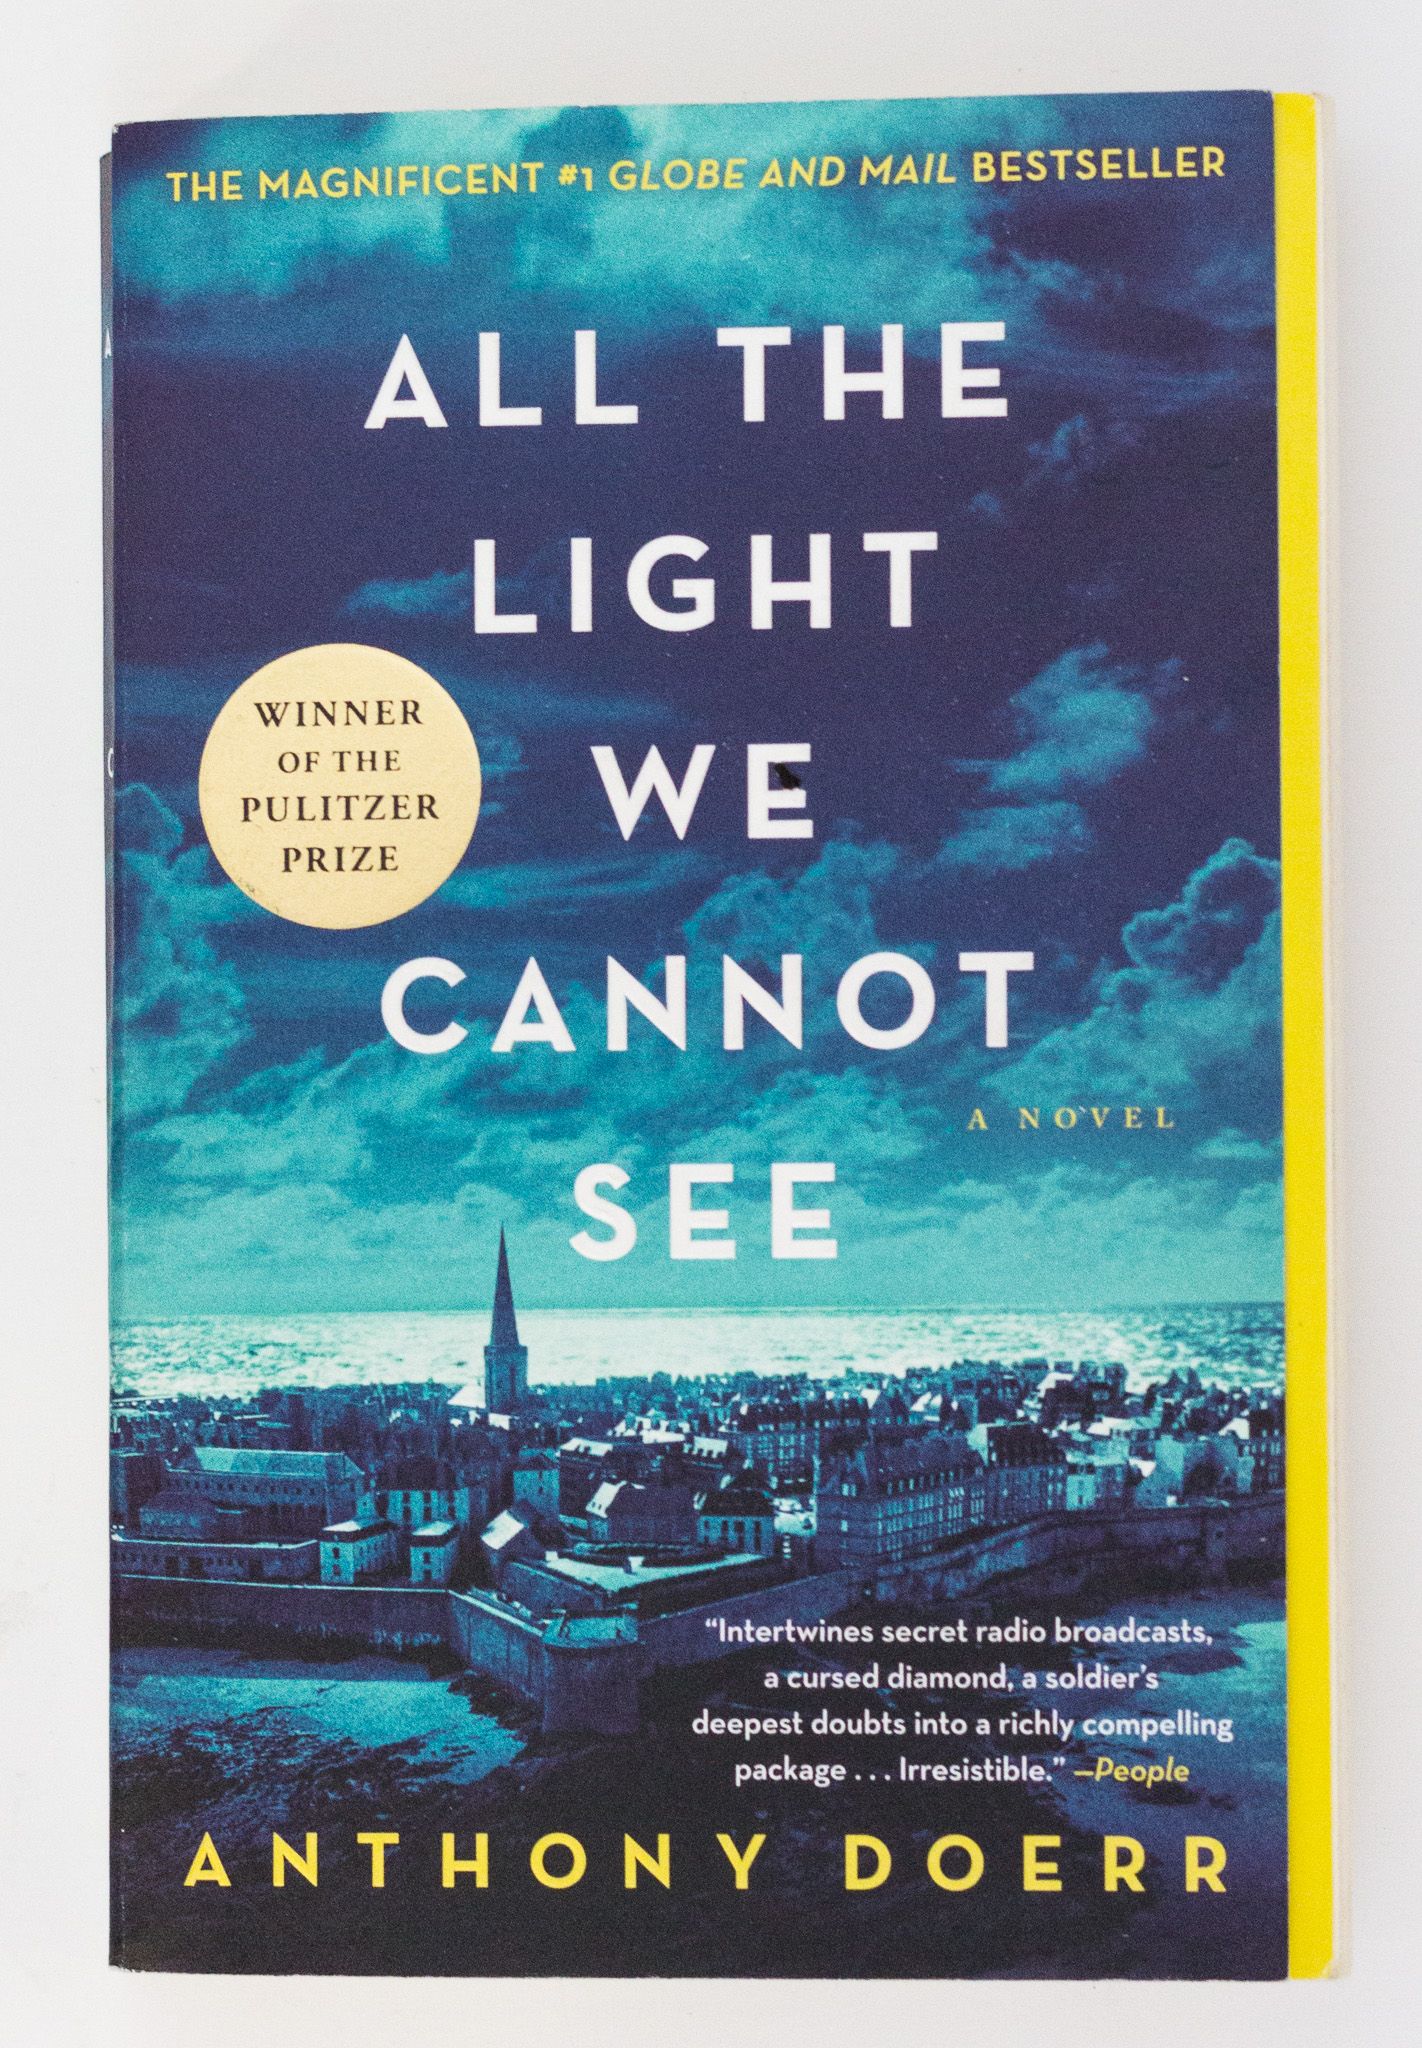 THE MAGNIFICENT #1 GLOBE AND MAIL BESTSELLER
ALL THE
LIGHT
WE
CANNOT
SEE
WINNER
OF THE
PULITZER
PRIZE
A NOVEL
“Intertwines secret radio broadcasts,
a cursed diamond, a soldier’s
deepest doubts into a richly compelling
package . . . Irresistible.” —People
ANTHONY DOERR